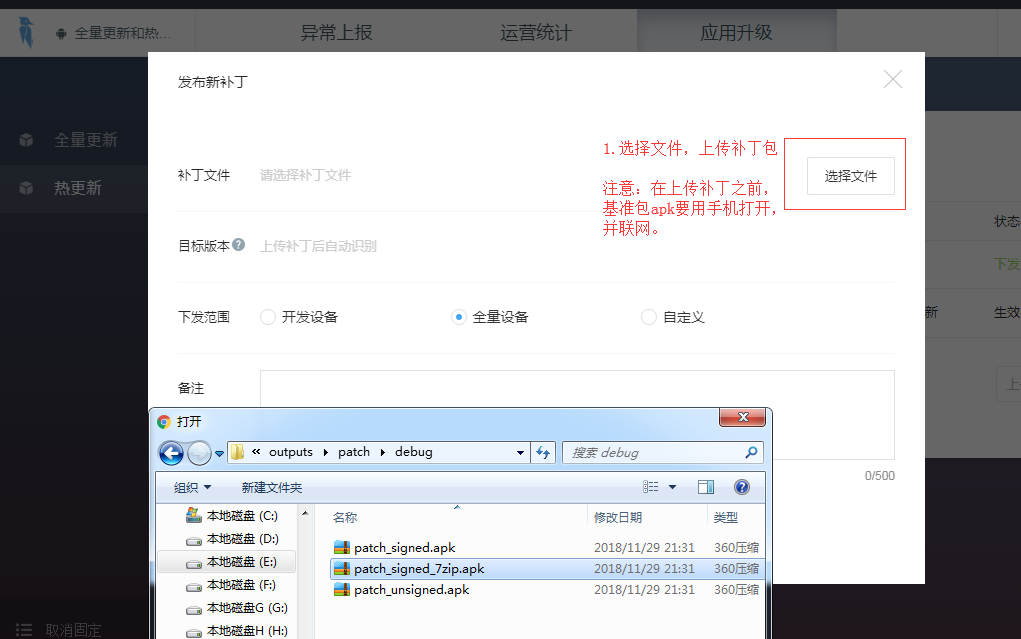 全量更新和热...
异常上报
运营统计
应用升级
发布新补丁
全量更新
热更新
补丁文件
请选择补丁文件
1.选择文件，上传补丁包
注意：在上传补丁之前，
基准包apk要用手机打开，
并联网。
选择文件
状态
目标版本
?
上传补丁后自动识别
下发
下发范围
开发设备
全量设备
自定义
新
生效
备注
上
0/500
打开
« outputs
patch
debug
搜索 debug
组织
新建文件夹
?
名称
修改日期
类型
本地磁盘 (C:)
本地磁盘 (D:)
本地磁盘 (E:)
本地磁盘 (F:)
本地磁盘G (G:)
本地磁盘H (H:)
patch_signed.apk
2018/11/29 21:31
360压缩
patch_signed_7zip.apk
2018/11/29 21:31
360压缩
patch_unsigned.apk
2018/11/29 21:31
360压缩
取消固定